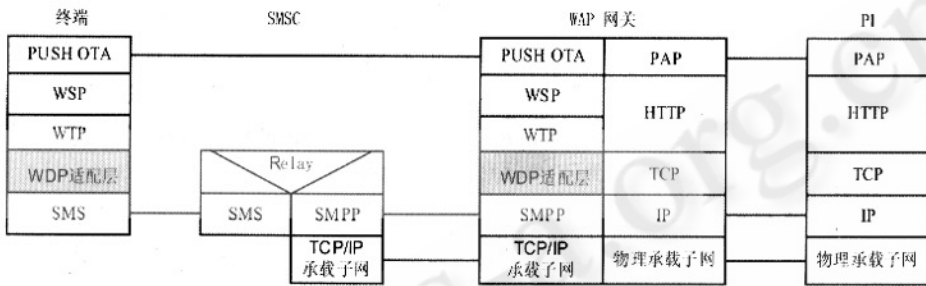 终端 SMSC WAP 网关 PI
PUSH OTA PUSH OTA PAP PAP
WSP WSP HTTP HTTP
WTP WTP
Relay
WDP适配层 WDP适配层 TCP TCP
SMS SMS SMPP SMPP IP IP
TCP/IP TCP/IP
承载子网 承载子网 物理承载子网 物理承载子网